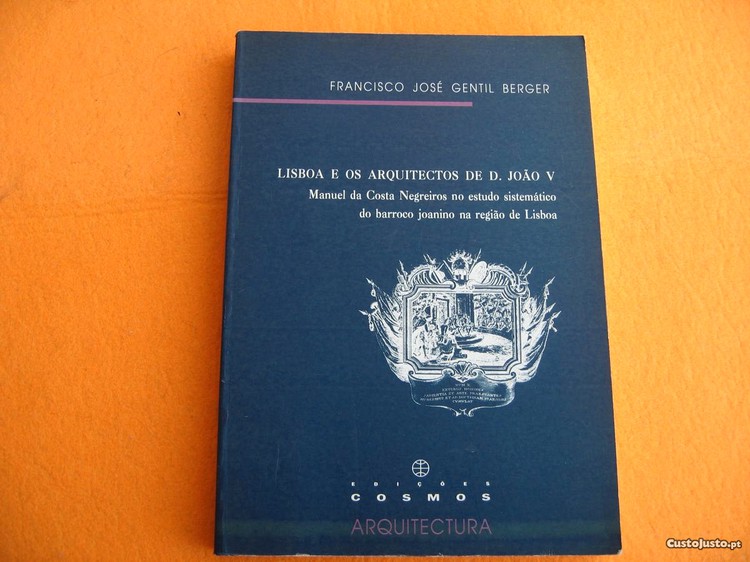 FRANCISCO JOSÉ GENTIL BERGER
LISBOA E OS ARQUITECTOS DE D. JOÃO V
Manuel da Costa Negreiros no estudo sistemático
do barroco joanino na região de Lisboa
EDIÇÕES
COSMOS
ARQUITECTURA
CustoJusto.pt